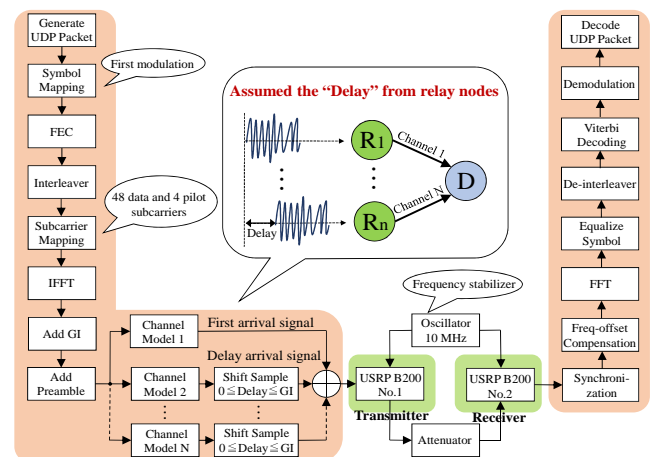 Generate
UDP Packet
Symbol
Mapping
First modulation
FEC
Interleaver
48 data and 4 pilot
subcarriers
Subcarrier
Mapping
IFFT
Add GI
Add
Preamble
Assumed the “Delay” from relay nodes
R1
Channel 1
D
Channel N
Rn
Delay
Channel
Model 1
First arrival signal
Delay arrival signal
Channel
Model 2
Shift Sample
0≦Delay≦GI
Channel
Model N
Shift Sample
0≦Delay≦GI
Frequency stabilizer
Oscillator
10 MHz
USRP B200
No.1
Transmitter
Attenuator
USRP B200
No.2
Receiver
Decode
UDP Packet
Demodulation
Viterbi
Decoding
De-interleaver
Equalize
Symbol
FFT
Freq-offset
Compensation
Synchroni-
zation